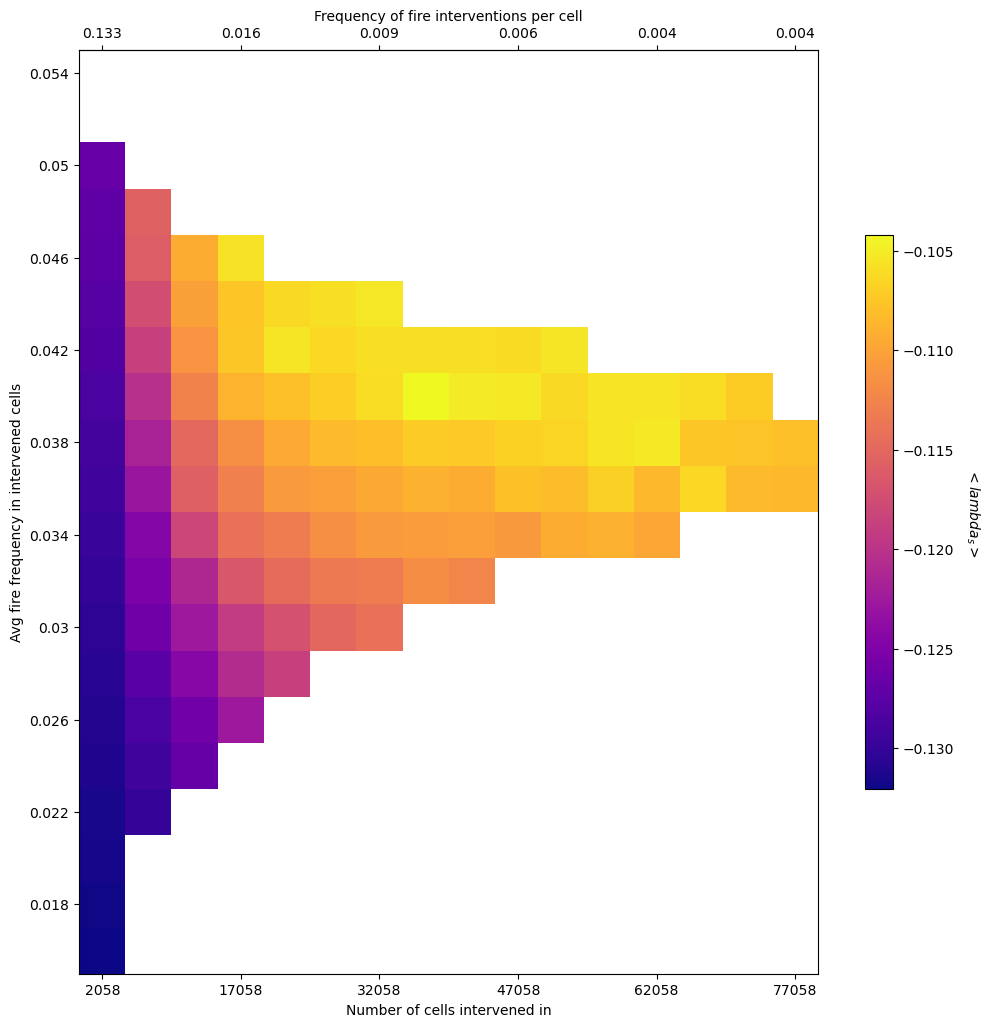 Frequency of fire interventions per cell
0.133 0.016 0.009 0.006 0.004 0.004
0.054
0.05
0.046
0.042
0.038
0.034
0.03
0.026
0.022
0.018
Avg fire frequency in intervened cells
2058 17058 32058 47058 62058 77058
Number of cells intervened in
−0.105
−0.110
−0.115
−0.120
−0.125
−0.130
< lambda_s >